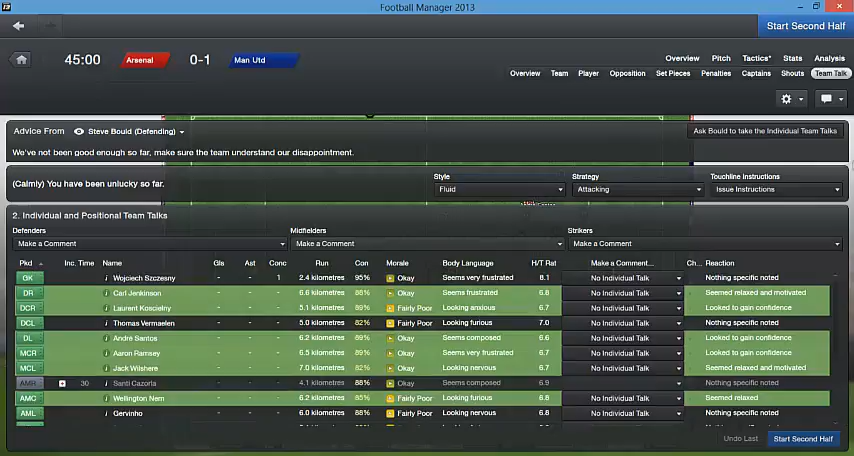 Football Manager 2013
Start Second Half
45:00 Arsenal 0-1 Man Utd
Overview Pitch Tactics* Stats Analysis
Overview Team Player Opposition Set Pieces Penalties Captains Shouts Team Talk
Advice From Steve Bould (Defending) Ask Bould to take the Individual Team Talks
We've not been good enough so far, make sure the team understand our disappointment.
(Calmly) You have been unlucky so far.
Style Strategy Touchline Instructions
Fluid Attacking Issue Instructions
2. Individual and Positional Team Talks
Defenders Midfielders Strikers
Make a Comment Make a Comment Make a Comment
Pkd Inc. Time Name Gls Ast Conc Run Con Morale Body Language H/T Rat Make a Comment... Ch... Reaction
GK i Wojciech Szczesny - - 1 2.4 kilometres 95% Okay Seems very frustrated 8.1 No Individual Talk Nothing specific noted
DR i Carl Jenkinson - - - 5.8 kilometres 88% Okay Seems frustrated 6.8 No Individual Talk Seemed relaxed and motivated
DCR i Laurent Koscielny - - - 5.1 kilometres 89% Fairly Poor Looking anxious 6.7 No Individual Talk Looked to gain confidence
DCL i Thomas Vermaelen - - - 5.0 kilometres 82% Okay Looking furious 7.0 No Individual Talk Nothing specific noted
DL i André Santos - - - 6.2 kilometres 89% Okay Seems composed 6.6 No Individual Talk Looked to gain confidence
MCR i Aaron Ramsey - - - 6.5 kilometres 89% Okay Seems very frustrated 6.7 No Individual Talk Looked to gain confidence
MCL i Jack Wilshere - - - 7.0 kilometres 82% Okay Looking nervous 6.7 No Individual Talk Seemed relaxed and motivated
AMR 30 i Santi Cazorla - - - 4.1 kilometres 88% Okay Seems composed 6.9 Nothing specific noted
AMC i Wellington Nem - - - 6.2 kilometres 85% Fairly Poor Looking furious 6.8 No Individual Talk Seemed relaxed
AML i Gervinho - - - 6.0 kilometres 88% Fairly Poor Looking nervous 6.8 No Individual Talk Nothing specific noted
Undo Last Start Second Half